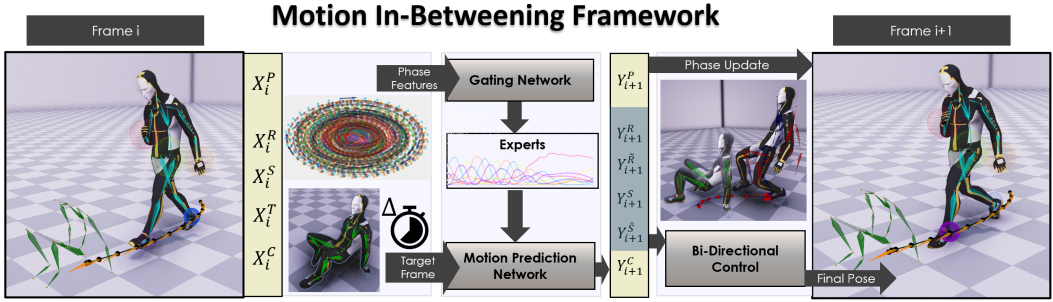 Motion In-Betweening Framework
Frame i
Frame i+1
X_i^P
X_i^R
X_i^S
X_i^T
X_i^C
Phase
Features
Gating Network
Experts
Δ
Target
Frame
Motion Prediction
Network
Y_{i+1}^P
Y_{i+1}^R
Y_{i+1}^{\tilde{R}}
Y_{i+1}^S
Y_{i+1}^{\tilde{S}}
Y_{i+1}^C
Phase Update
Bi-Directional
Control
Final Pose